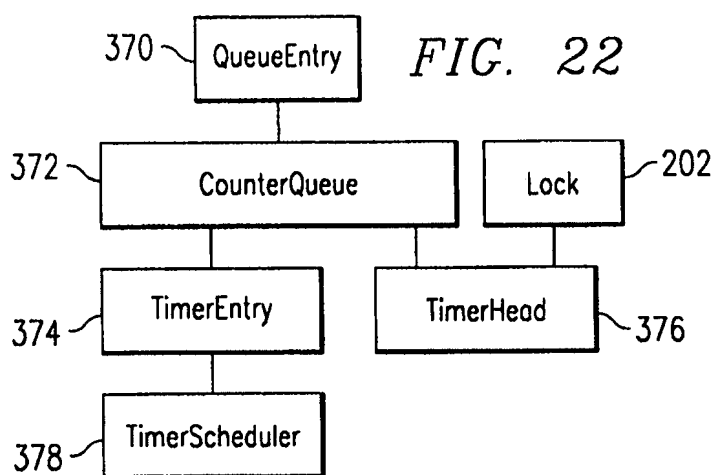 370 QueueEntry FIG. 22
372 CounterQueue Lock 202
374 TimerEntry TimerHead 376
378 TimerScheduler